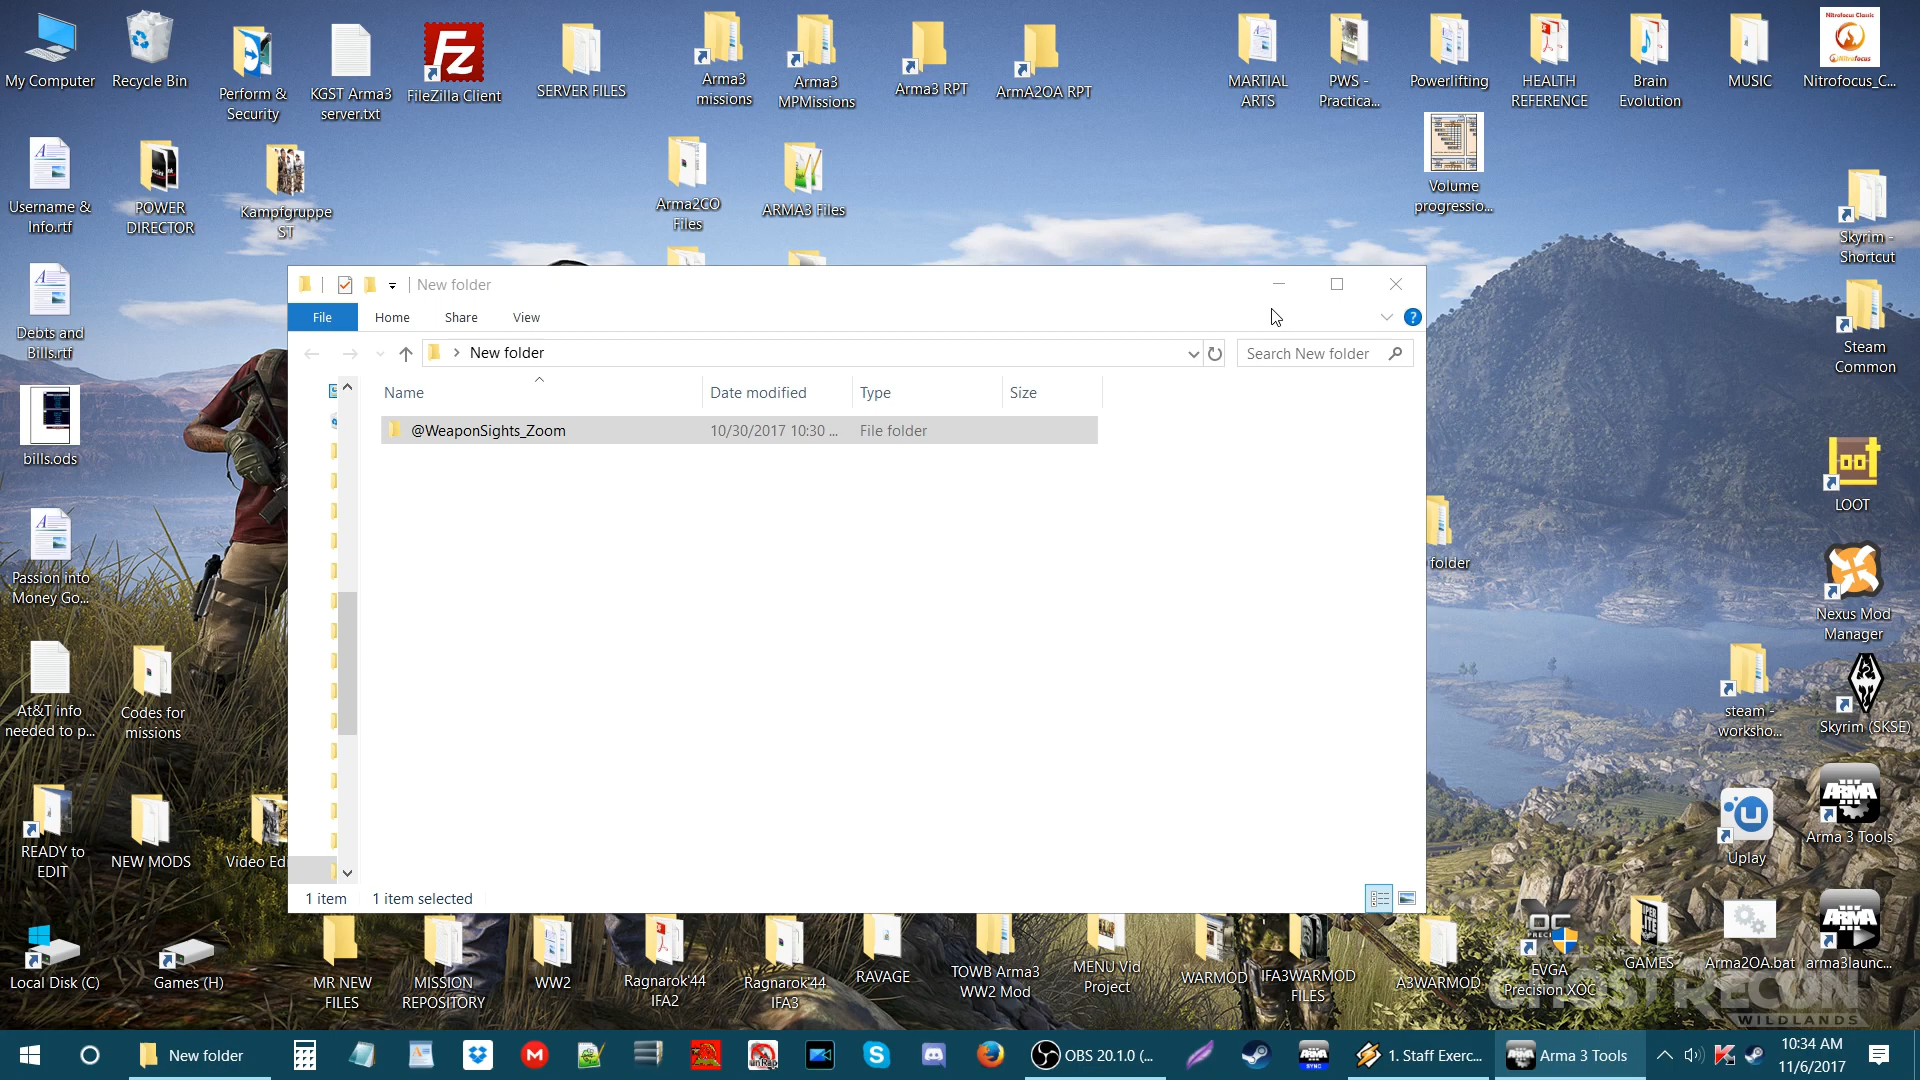 My Computer
Recycle Bin
Perform &
Security
KGST Arma3
server.txt
FileZilla Client
SERVER FILES
Arma3
missions
Arma3
MPMissions
Arma3 RPT
ArmA2OA RPT
MARTIAL
ARTS
PWS -
Practica...
Powerlifting
HEALTH
REFERENCE
Brain
Evolution
MUSIC
Nitrofocus Classic
Nitrofocus
Nitrofocus_C...
Username &
Info.rtf
POWER
DIRECTOR
Kampfgruppe
ST
Arma2CO
Files
ARMA3 Files
Volume
progressio...
Skyrim -
Shortcut
Debts and
Bills.rtf
Steam
Common
bills.ods
LOOT
folder
Passion into
Money Go...
Nexus Mod
Manager
At&T info
needed to p...
Codes for
missions
steam -
worksho...
Skyrim (SKSE)
READY to
EDIT
NEW MODS
Video Ed
Uplay
ARMA
Arma 3 Tools
New folder
File
Home
Share
View
New folder
Search New folder
Name
Date modified
Type
Size
@WeaponSights_Zoom
10/30/2017 10:30 ...
File folder
1 item
1 item selected
Local Disk (C)
Games (H)
MR NEW
FILES
MISSION
REPOSITORY
WW2
Ragnarok'44
IFA2
Ragnarok'44
IFA3
RAVAGE
TOWB Arma3
WW2 Mod
MENU Vid
Project
WARMOD
IFA3WARMOD
FILES
A3WARMOD
EVGA
Precision XOC
GAMES
Arma2OA.bat
ARMA
arma3launc...
GHOST RECON
WILDLANDS
New folder
OBS 20.1.0 (...
1. Staff Exerc...
Arma 3 Tools
10:34 AM
11/6/2017